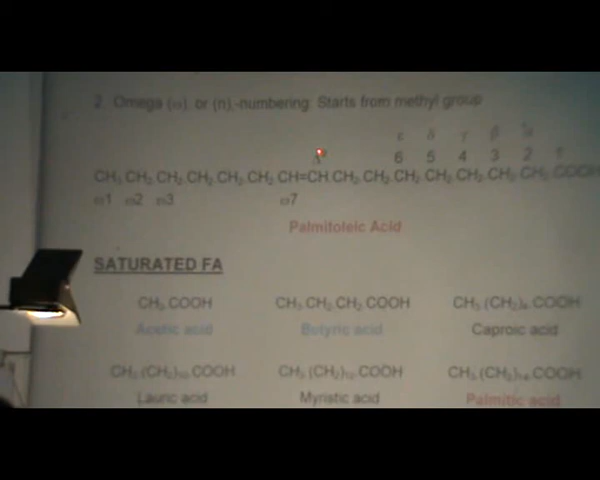 2. Omega (ω) or (n)-numbering: Starts from methyl group
ε δ γ β α
6 5 4 3 2 1
CH₃ CH₂ CH₂ CH₂ CH₂ CH₂ CH=CH CH₂ CH₂ CH₂ CH₂ CH₂ CH₂ CH₂ COOH
ω1 ω2 ω3 ω7
Palmitoleic Acid
SATURATED FA
CH₃ COOH CH₃ CH₂ CH₂ COOH CH₃ (CH₂)₄ COOH
Acetic acid Butyric acid Caproic acid
CH₃ (CH₂)₁₀ COOH CH₃ (CH₂)₁₂ COOH CH₃ (CH₂)₁₄ COOH
Lauric acid Myristic acid Palmitic acid